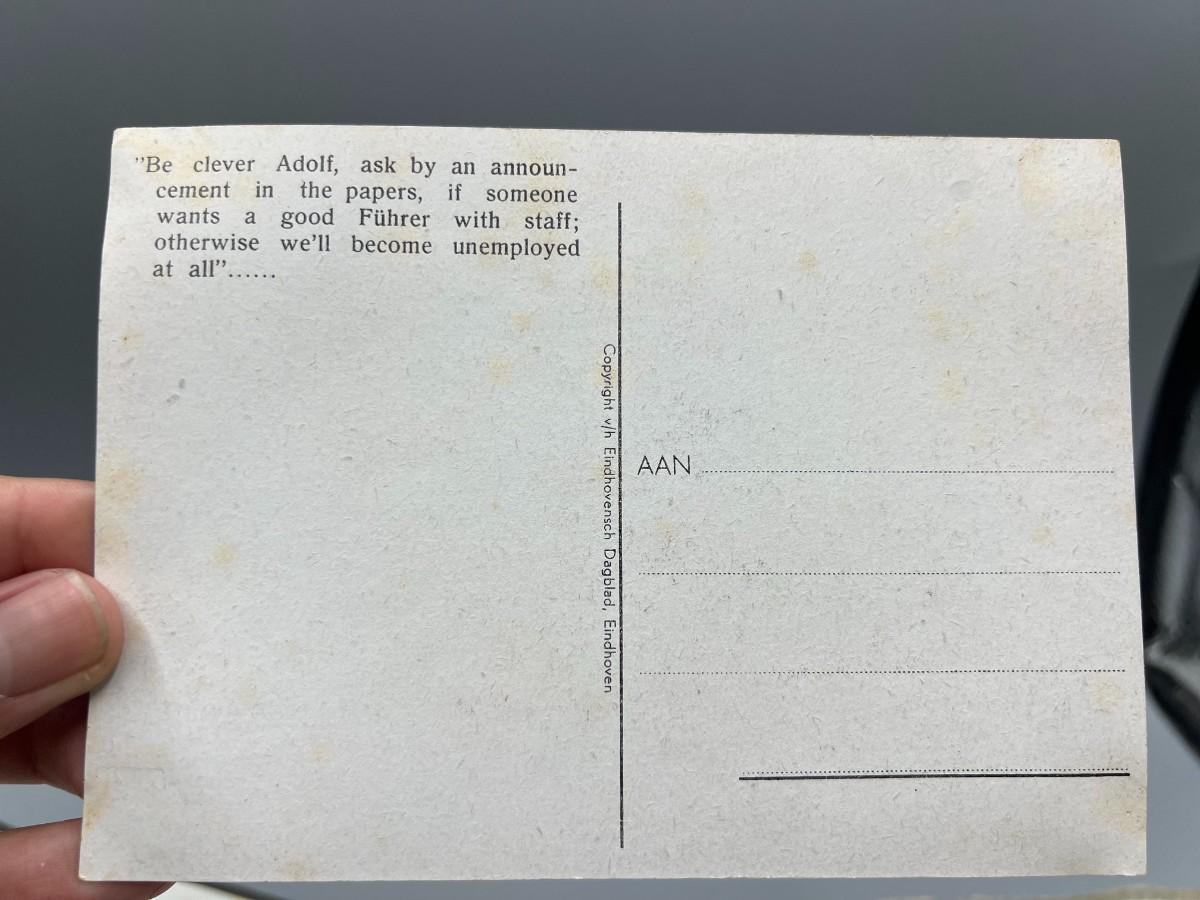 ”Be clever Adolf, ask by an announ-
cement in the papers, if someone
wants a good Führer with staff;
otherwise we’ll become unemployed
at all”......
Copyright v/h Eindhovensch Dagblad, Eindhoven
AAN